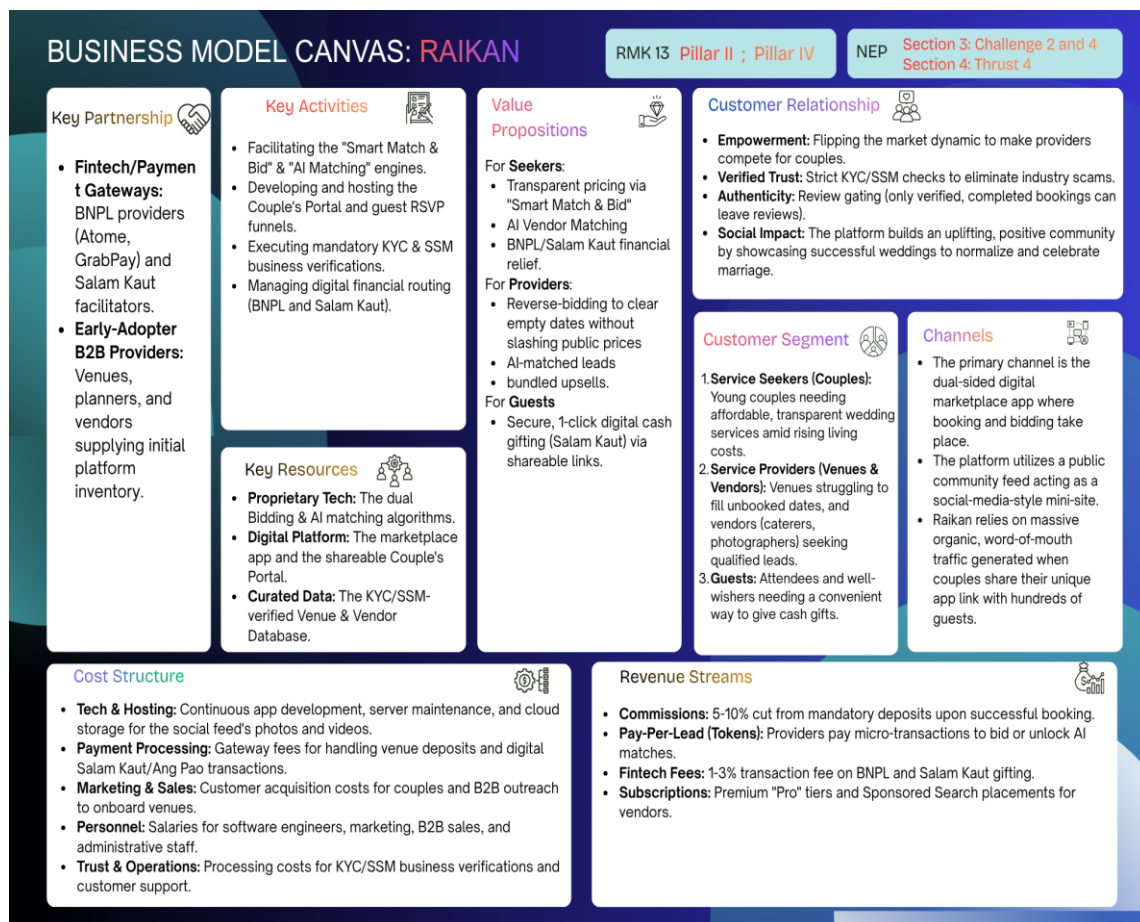 BUSINESS MODEL CANVAS: RAIKAN
RMK 13 Pillar II ; Pillar IV
NEP
Section 3: Challenge 2 and 4
Section 4: Thrust 4
Key Partnership
• Fintech/Paymen
t Gateways:
BNPL providers
(Atome,
GrabPay) and
Salam Kaut
facilitators.
• Early-Adopter
B2B Providers:
Venues,
planners, and
vendors
supplying initial
platform
inventory.
Key Activities
• Facilitating the "Smart Match &
Bid" & "AI Matching" engines.
• Developing and hosting the
Couple's Portal and guest RSVP
funnels.
• Executing mandatory KYC & SSM
business verifications.
• Managing digital financial routing
(BNPL and Salam Kaut).
Key Resources
• Proprietary Tech: The dual
Bidding & AI matching algorithms.
• Digital Platform: The marketplace
app and the shareable Couple's
Portal.
• Curated Data: The KYC/SSM-
verified Venue & Vendor
Database.
Value
Propositions
For Seekers:
• Transparent pricing via
"Smart Match & Bid"
• AI Vendor Matching
• BNPL/Salam Kaut financial
relief.
For Providers:
• Reverse-bidding to clear
empty dates without
slashing public prices
• AI-matched leads
• bundled upsells.
For Guests
• Secure, 1-click digital cash
gifting (Salam Kaut) via
shareable links.
Customer Relationship
• Empowerment: Flipping the market dynamic to make providers
compete for couples.
• Verified Trust: Strict KYC/SSM checks to eliminate industry scams.
• Authenticity: Review gating (only verified, completed bookings can
leave reviews).
• Social Impact: The platform builds an uplifting, positive community
by showcasing successful weddings to normalize and celebrate
marriage.
Customer Segment
1. Service Seekers (Couples):
Young couples needing
affordable, transparent wedding
services amid rising living
costs.
2. Service Providers (Venues &
Vendors): Venues struggling to
fill unbooked dates, and
vendors (caterers,
photographers) seeking
qualified leads.
3. Guests: Attendees and well-
wishers needing a convenient
way to give cash gifts.
Channels
• The primary channel is the
dual-sided digital
marketplace app where
booking and bidding take
place.
• The platform utilizes a public
community feed acting as a
social-media-style mini-site.
• Raikan relies on massive
organic, word-of-mouth
traffic generated when
couples share their unique
app link with hundreds of
guests.
Cost Structure
• Tech & Hosting: Continuous app development, server maintenance, and cloud
storage for the social feed's photos and videos.
• Payment Processing: Gateway fees for handling venue deposits and digital
Salam Kaut/Ang Pao transactions.
• Marketing & Sales: Customer acquisition costs for couples and B2B outreach
to onboard venues.
• Personnel: Salaries for software engineers, marketing, B2B sales, and
administrative staff.
• Trust & Operations: Processing costs for KYC/SSM business verifications and
customer support.
Revenue Streams
• Commissions: 5-10% cut from mandatory deposits upon successful booking.
• Pay-Per-Lead (Tokens): Providers pay micro-transactions to bid or unlock AI
matches.
• Fintech Fees: 1-3% transaction fee on BNPL and Salam Kaut gifting.
• Subscriptions: Premium "Pro" tiers and Sponsored Search placements for
vendors.